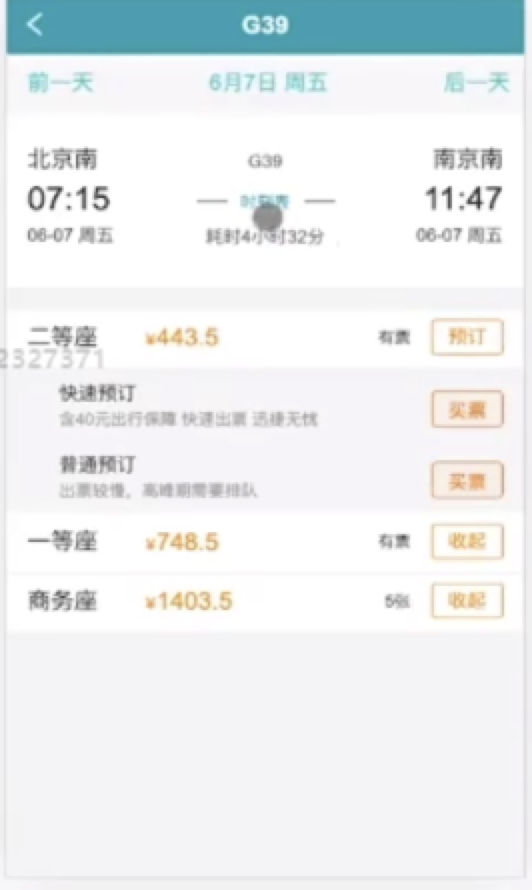 G39
前一天 6月7日 周五 后一天
北京南 G39 南京南
07:15 时刻表 11:47
06-07 周五 耗时4小时32分 06-07 周五
二等座 ¥443.5 有票 预订
2327371
快速预订
含40元出行保障 快速出票 迅捷无忧 买票
普通预订
出票较慢，高峰期需要排队 买票
一等座 ¥748.5 有票 收起
商务座 ¥1403.5 5张 收起